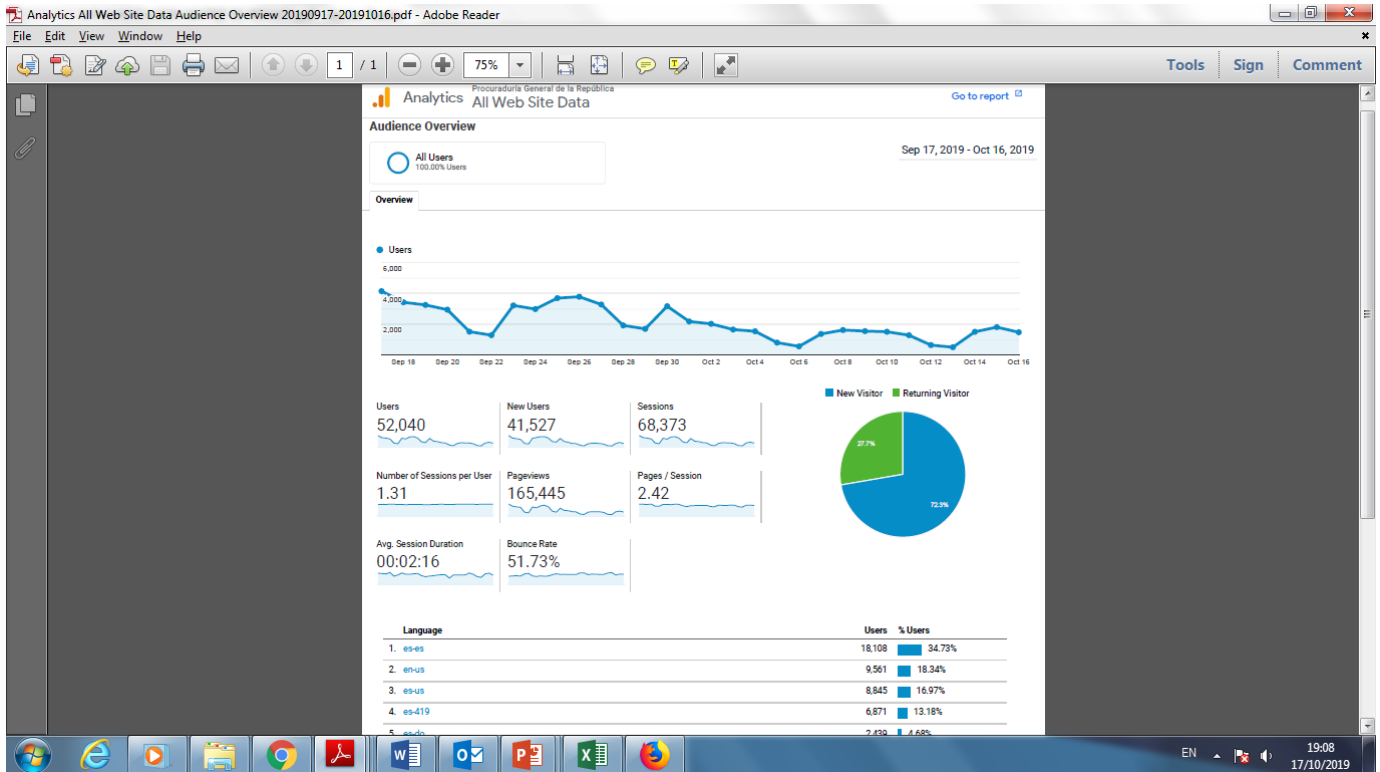 Analytics All Web Site Data Audience Overview 20190917-20191016.pdf - Adobe Reader
File Edit View Window Help
1 / 1 75% Tools Sign Comment
Analytics Procuraduría General de la República
All Web Site Data
Go to report
Audience Overview
All Users
100.00% Users
Sep 17, 2019 - Oct 16, 2019
Overview
Users
6,000
4,000
2,000
Sep 18 Sep 20 Sep 22 Sep 24 Sep 26 Sep 28 Sep 30 Oct 2 Oct 4 Oct 6 Oct 8 Oct 10 Oct 12 Oct 14 Oct 16
New Visitor Returning Visitor
Users New Users Sessions
52,040 41,527 68,373
27.7%
Number of Sessions per User Pageviews Pages / Session
1.31 165,445 2.42
72.3%
Avg. Session Duration Bounce Rate
00:02:16 51.73%
Language Users % Users
1. es-es 18,108 34.73%
2. en-us 9,561 18.34%
3. es-us 8,845 16.97%
4. es-419 6,871 13.18%
5. es-do 2,439 4.68%
EN 19:08
17/10/2019